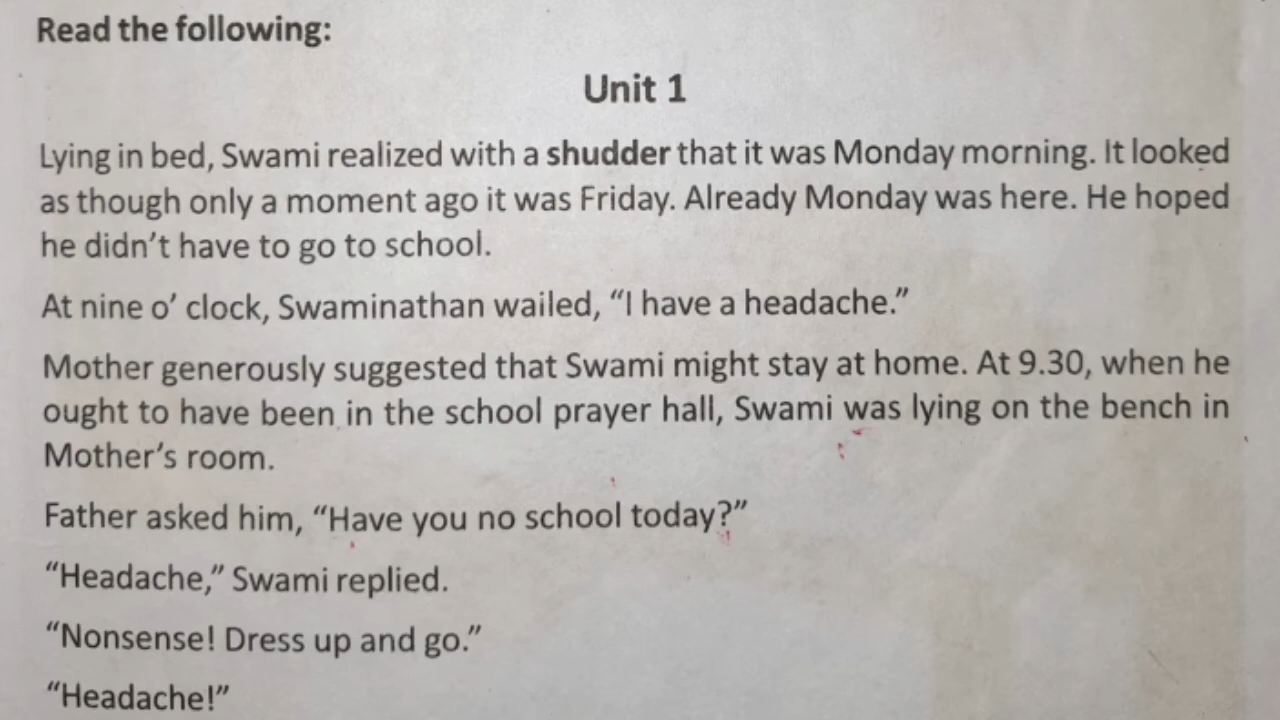 Read the following:
Unit 1
Lying in bed, Swami realized with a shudder that it was Monday morning. It looked
as though only a moment ago it was Friday. Already Monday was here. He hoped
he didn’t have to go to school.
At nine o’ clock, Swaminathan wailed, “I have a headache.”
Mother generously suggested that Swami might stay at home. At 9.30, when he
ought to have been in the school prayer hall, Swami was lying on the bench in
Mother’s room.
Father asked him, “Have you no school today?”
“Headache,” Swami replied.
“Nonsense! Dress up and go.”
“Headache!”